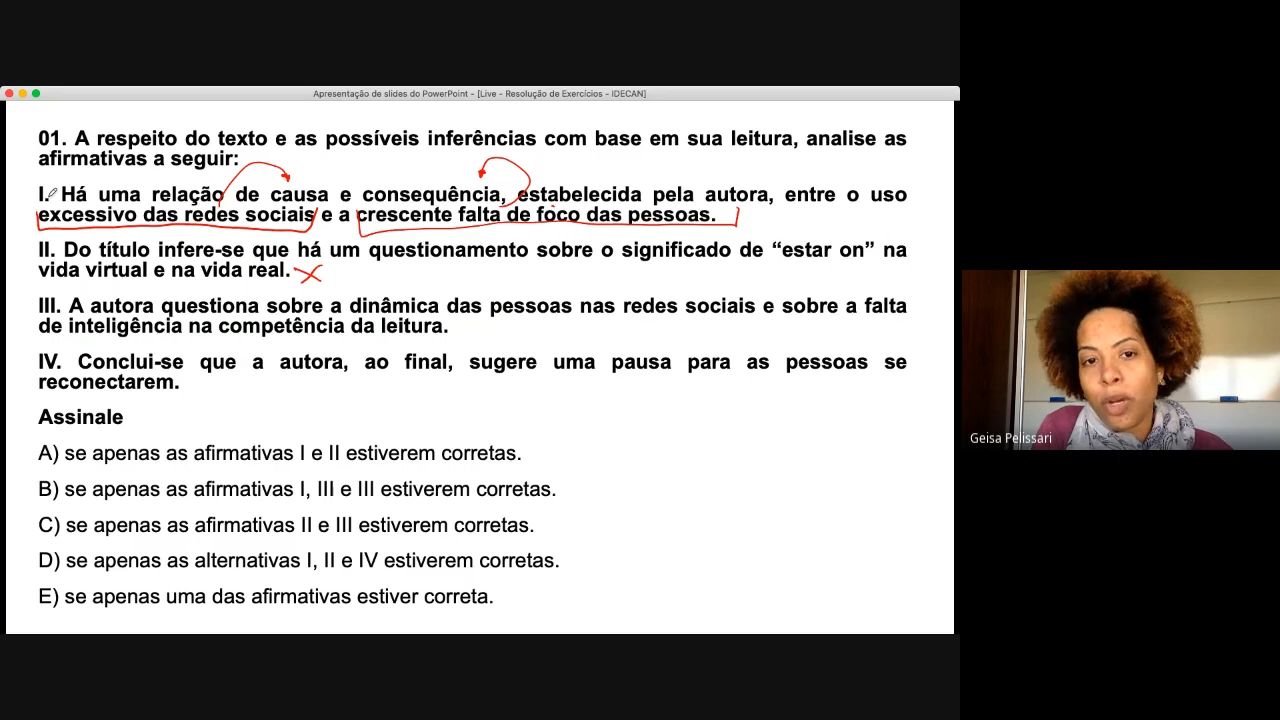 Apresentação de slides do PowerPoint - [Live - Resolução de Exercícios - IDECAN]
01. A respeito do texto e as possíveis inferências com base em sua leitura, analise as
afirmativas a seguir:
I. Há uma relação de causa e consequência, estabelecida pela autora, entre o uso
excessivo das redes sociais e a crescente falta de foco das pessoas.
II. Do título infere-se que há um questionamento sobre o significado de “estar on” na
vida virtual e na vida real.
III. A autora questiona sobre a dinâmica das pessoas nas redes sociais e sobre a falta
de inteligência na competência da leitura.
IV. Conclui-se que a autora, ao final, sugere uma pausa para as pessoas se
reconectarem.
Assinale
A) se apenas as afirmativas I e II estiverem corretas.
B) se apenas as afirmativas I, III e III estiverem corretas.
C) se apenas as afirmativas II e III estiverem corretas.
D) se apenas as alternativas I, II e IV estiverem corretas.
E) se apenas uma das afirmativas estiver correta.
Geisa Pelissari